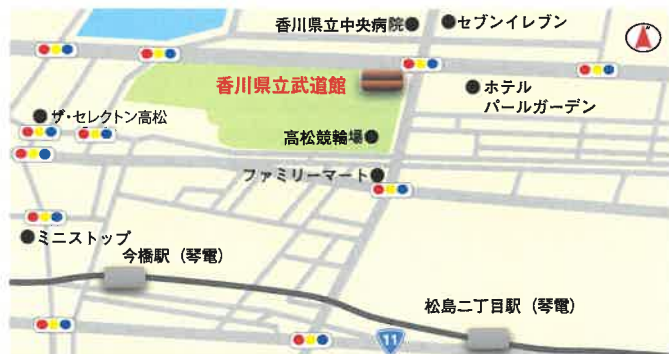 香川県立中央病院
セブンイレブン
香川県立武道館
ホテル
パールガーデン
ザ・セレクトン高松
高松競輪場
ファミリーマート
ミニストップ
今橋駅（琴電）
松島二丁目駅（琴電）
11